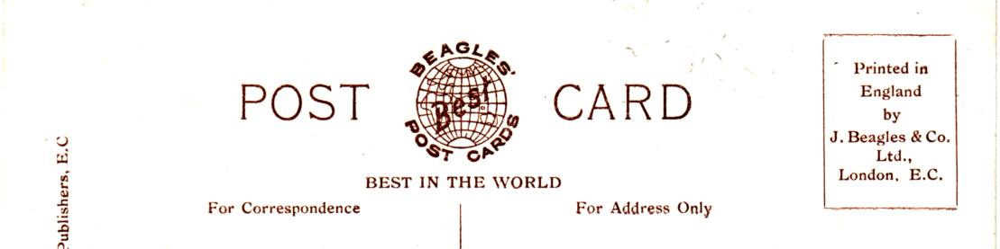 POST CARD
BEAGLES'
Best
POST CARDS
BEST IN THE WORLD
For Correspondence
For Address Only
Printed in
England
by
J. Beagles & Co.
Ltd.,
London, E.C.
Publishers, E.C